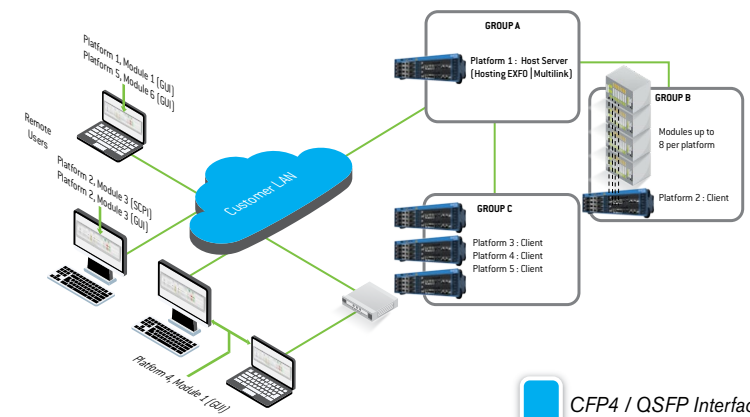 GROUP A
Platform 1 : Host Server
(Hosting EXFO | Multilink)
Platform 1, Module 1 (GUI)
Platform 5, Module 6 (GUI)
GROUP B
Modules up to
8 per platform
Platform 2 : Client
Remote
Users
Platform 2, Module 3 (SCPI)
Platform 2, Module 3 (GUI)
Customer LAN
GROUP C
Platform 3 : Client
Platform 4 : Client
Platform 5 : Client
Platform 4, Module 1 (GUI)
CFP4 / QSFP Interfac